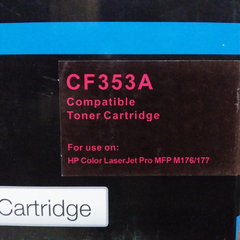 CF353A
Compatible
Toner Cartridge
For use on:
HP Color LaserJet Pro MFP M176/177
Cartridge